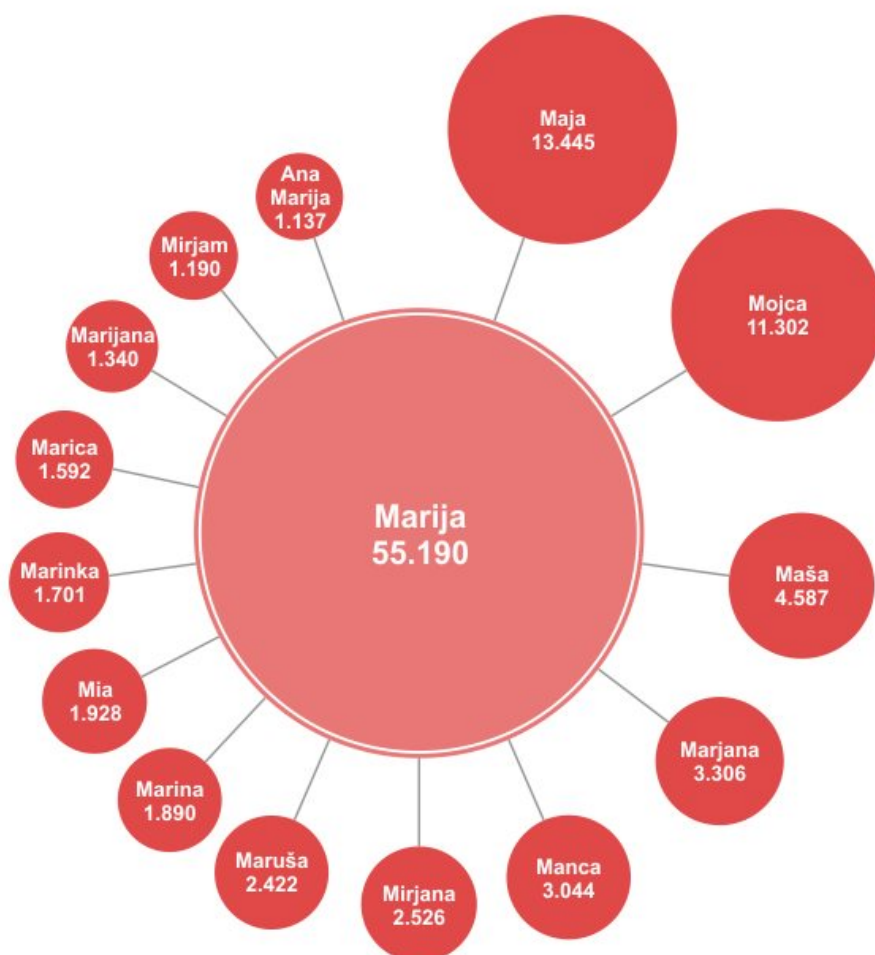 Maja
13.445
Mojca
11.302
Maša
4.587
Marjana
3.306
Manca
3.044
Mirjana
2.526
Maruša
2.422
Marina
1.890
Mia
1.928
Marinka
1.701
Marica
1.592
Marijana
1.340
Mirjam
1.190
Ana
Marija
1.137
Marija
55.190